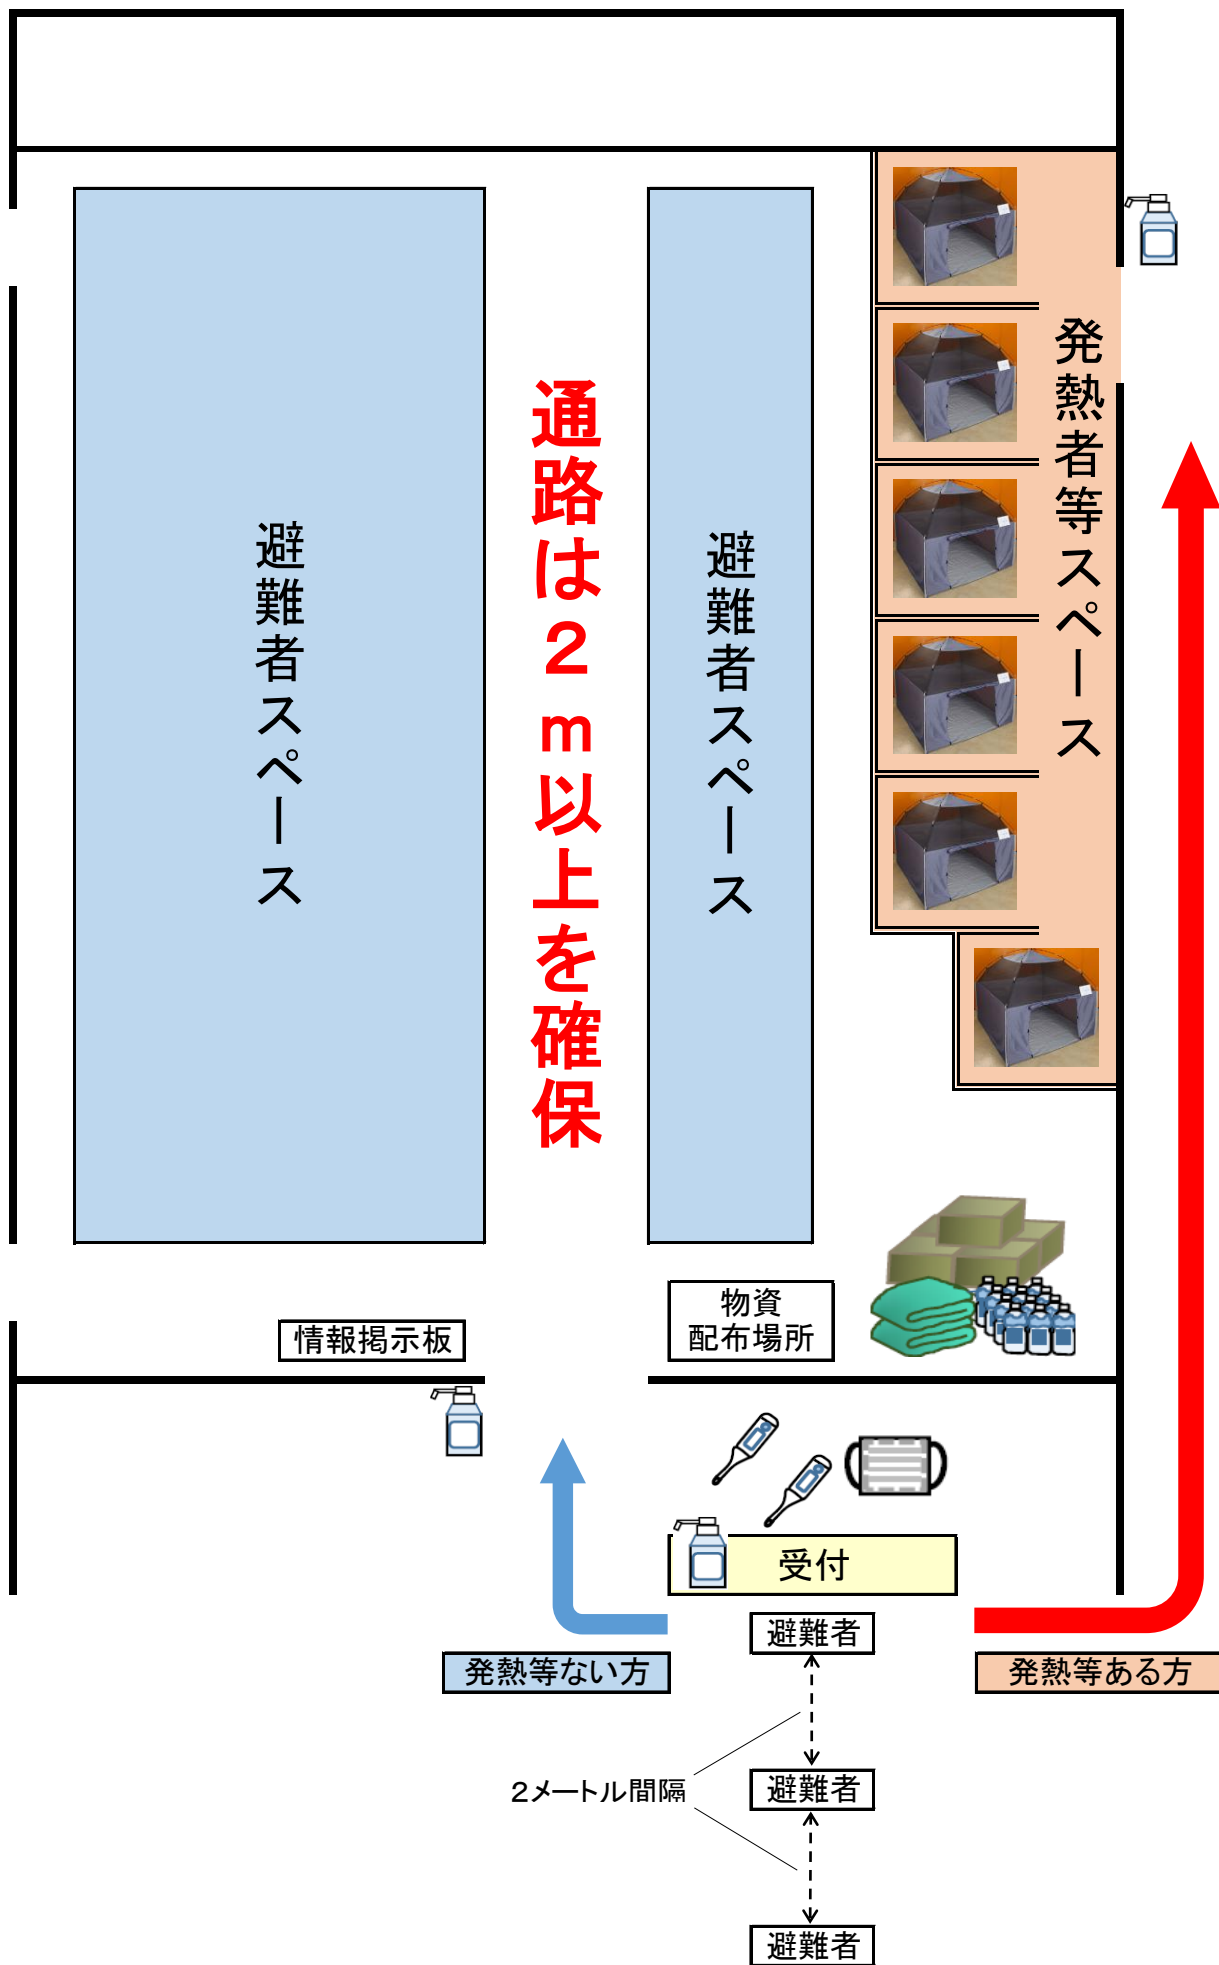 発熱者等スペース
避難者スペース
通路は２ｍ以上を確保
避難者スペース
物資
配布場所
情報掲示板
受付
避難者
発熱等ない方
発熱等ある方
２メートル間隔
避難者
避難者